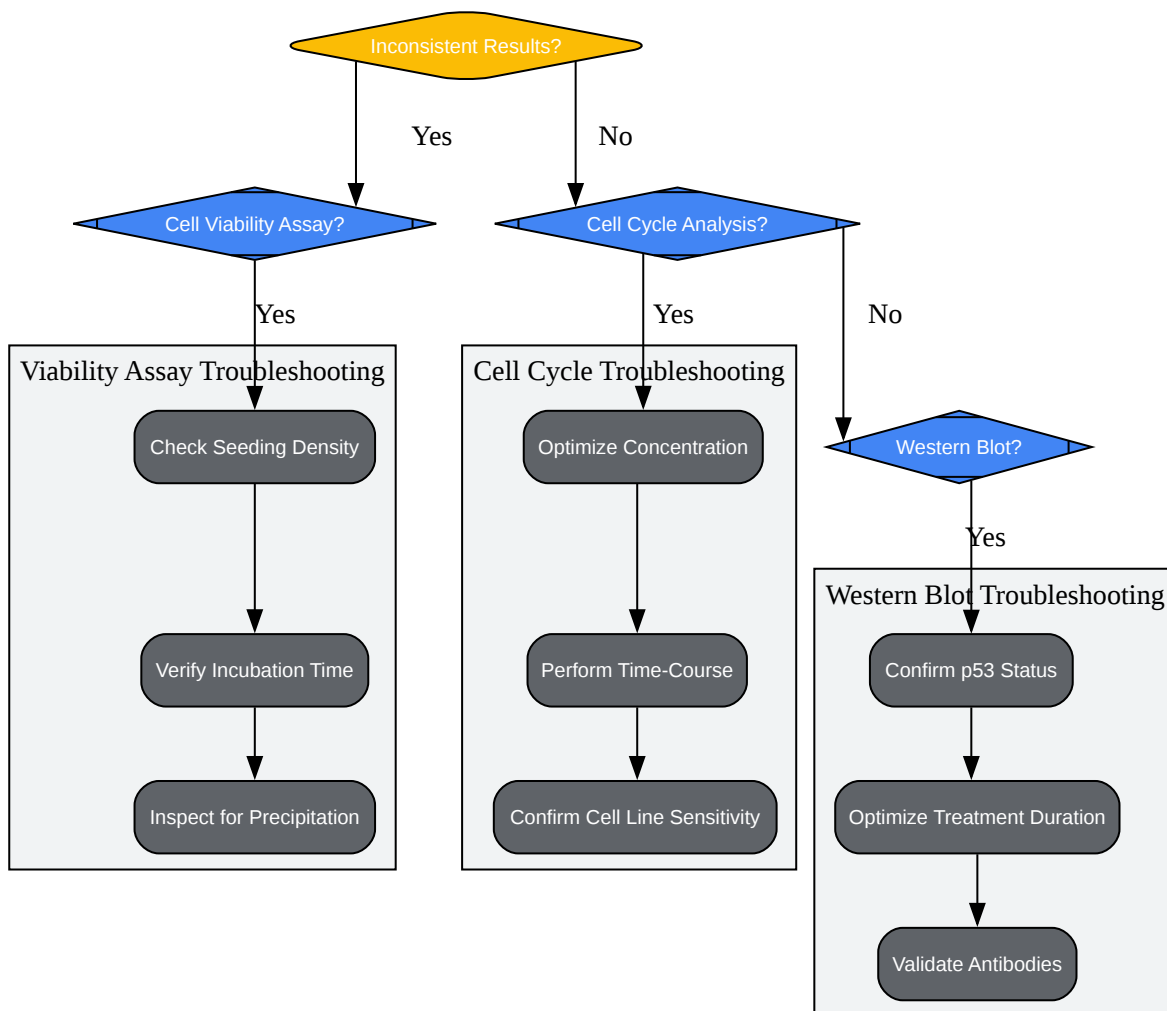 Inconsistent Results?
Yes
No
Cell Viability Assay?
Cell Cycle Analysis?
Yes
Yes
No
Viability Assay Troubleshooting
Cell Cycle Troubleshooting
Check Seeding Density
Optimize Concentration
Western Blot?
Yes
Western Blot Troubleshooting
Verify Incubation Time
Perform Time-Course
Confirm p53 Status
Inspect for Precipitation
Confirm Cell Line Sensitivity
Optimize Treatment Duration
Validate Antibodies